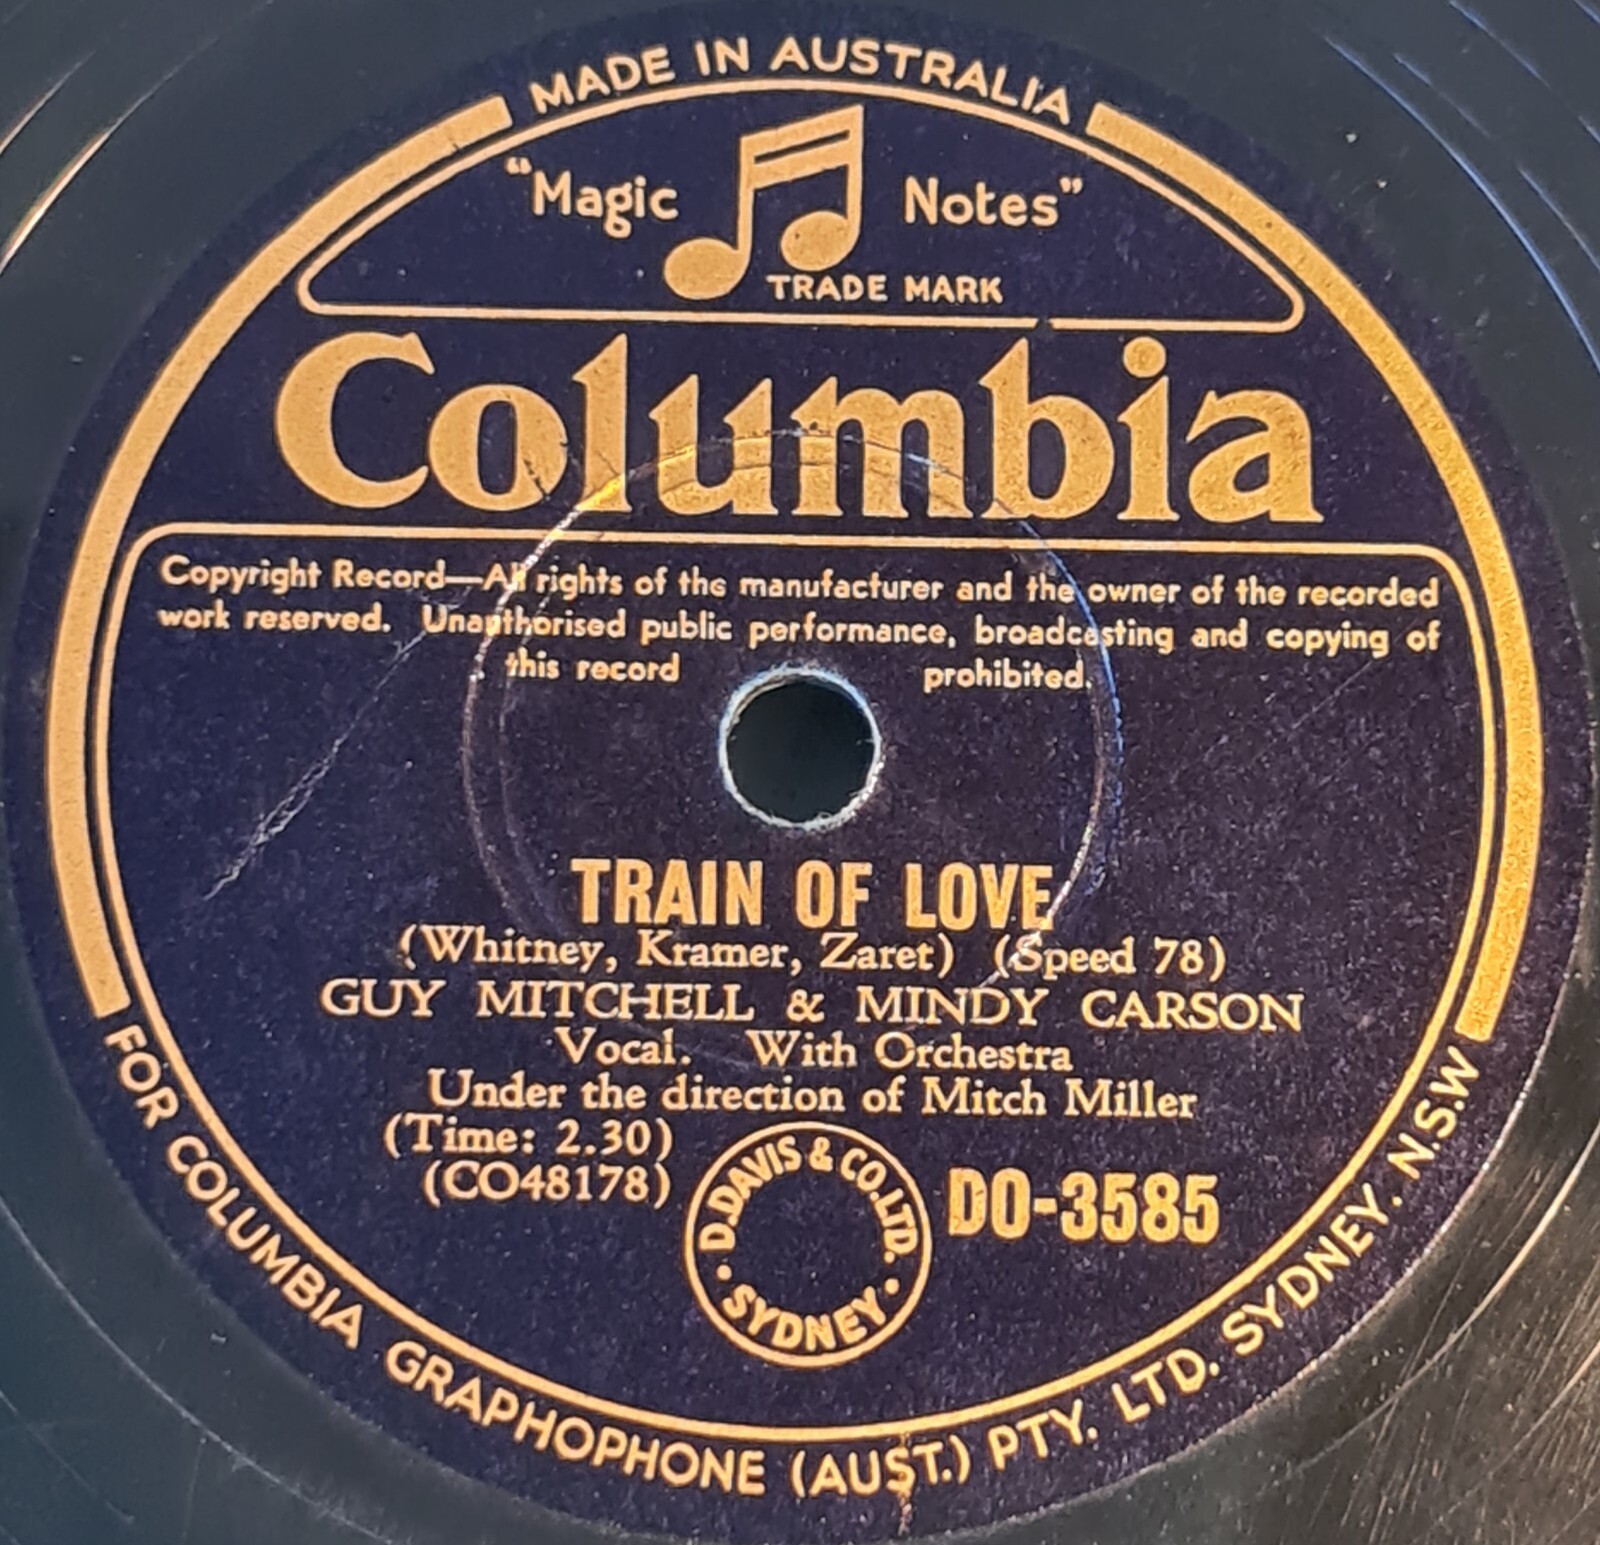 MADE IN AUSTRALIA
"Magic Notes"
TRADE MARK
Columbia
Copyright Record—All rights of the manufacturer and the owner of the recorded
work reserved. Unauthorised public performance, broadcasting and copying of
this record prohibited.
TRAIN OF LOVE
(Whitney, Kramer, Zaret) (Speed 78)
GUY MITCHELL & MINDY CARSON
Vocal. With Orchestra
Under the direction of Mitch Miller
(Time: 2.30)
(CO48178)
D. DAVIS & CO. LTD.
• SYDNEY •
DO-3585
FOR COLUMBIA GRAPHOPHONE (AUST.) PTY. LTD. SYDNEY. N.S.W